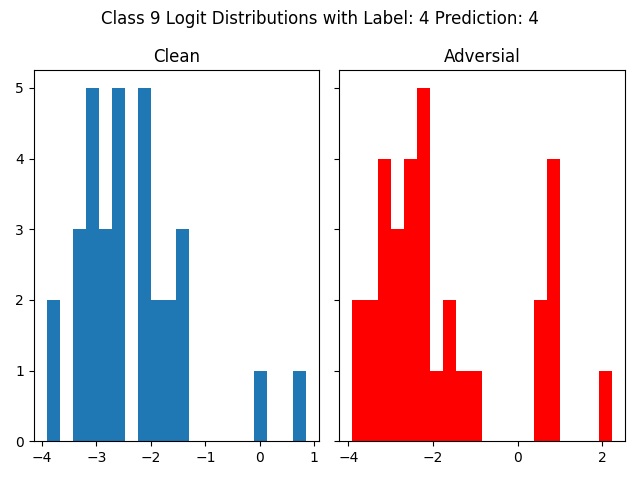 Class 9 Logit Distributions with Label: 4 Prediction: 4
Clean
Adversial
5
4
3
2
1
0
−4 −3 −2 −1 0 1
−4 −2 0 2